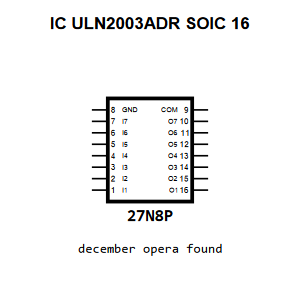 IC ULN2003ADR SOIC 16
8 GND COM 9
7 I7 O7 10
6 I6 O6 11
5 I5 O5 12
4 I4 O4 13
3 I3 O3 14
2 I2 O2 15
1 I1 O1 16
27N8P
december opera found